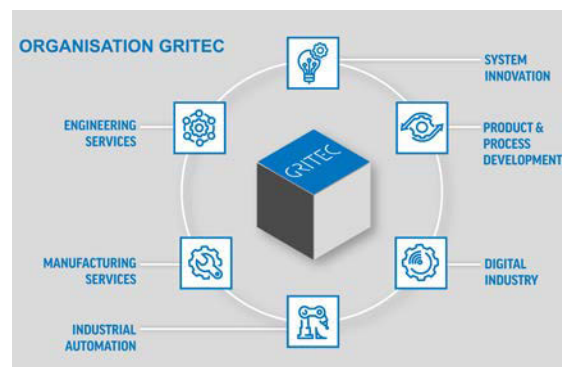 ORGANISATION GRITEC
SYSTEM
INNOVATION
ENGINEERING
SERVICES
PRODUCT &
PROCESS
DEVELOPMENT
GRITEC
MANUFACTURING
SERVICES
DIGITAL
INDUSTRY
INDUSTRIAL
AUTOMATION